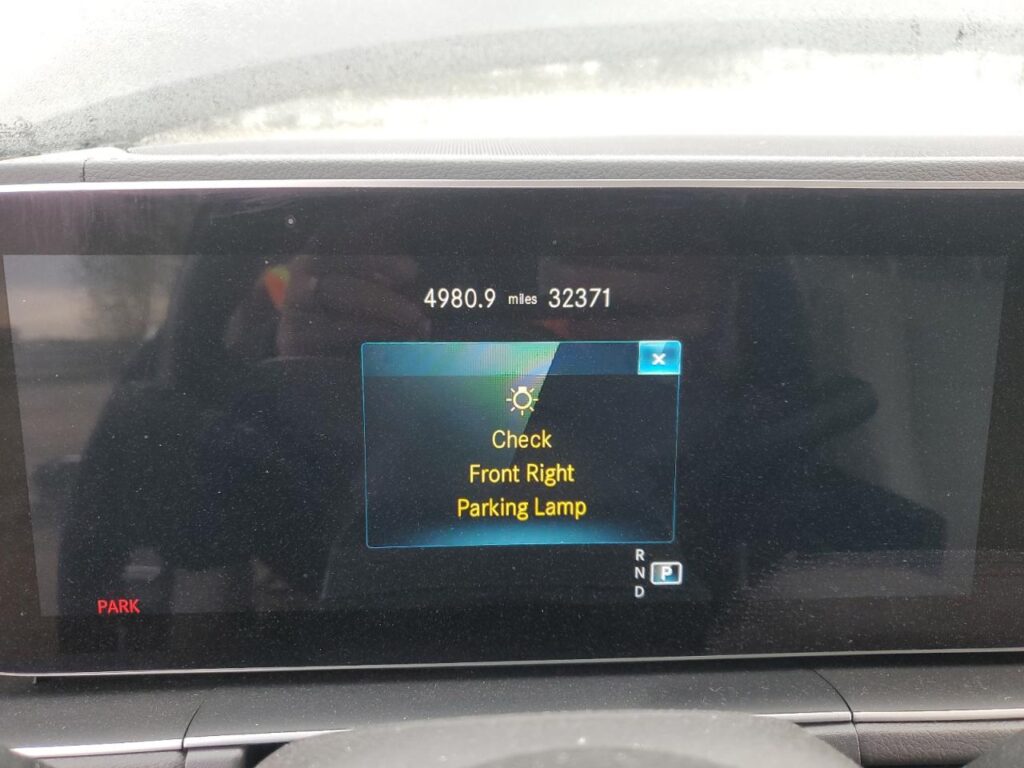 4980.9 miles 32371
x
Check
Front Right
Parking Lamp
R
N P
D
PARK